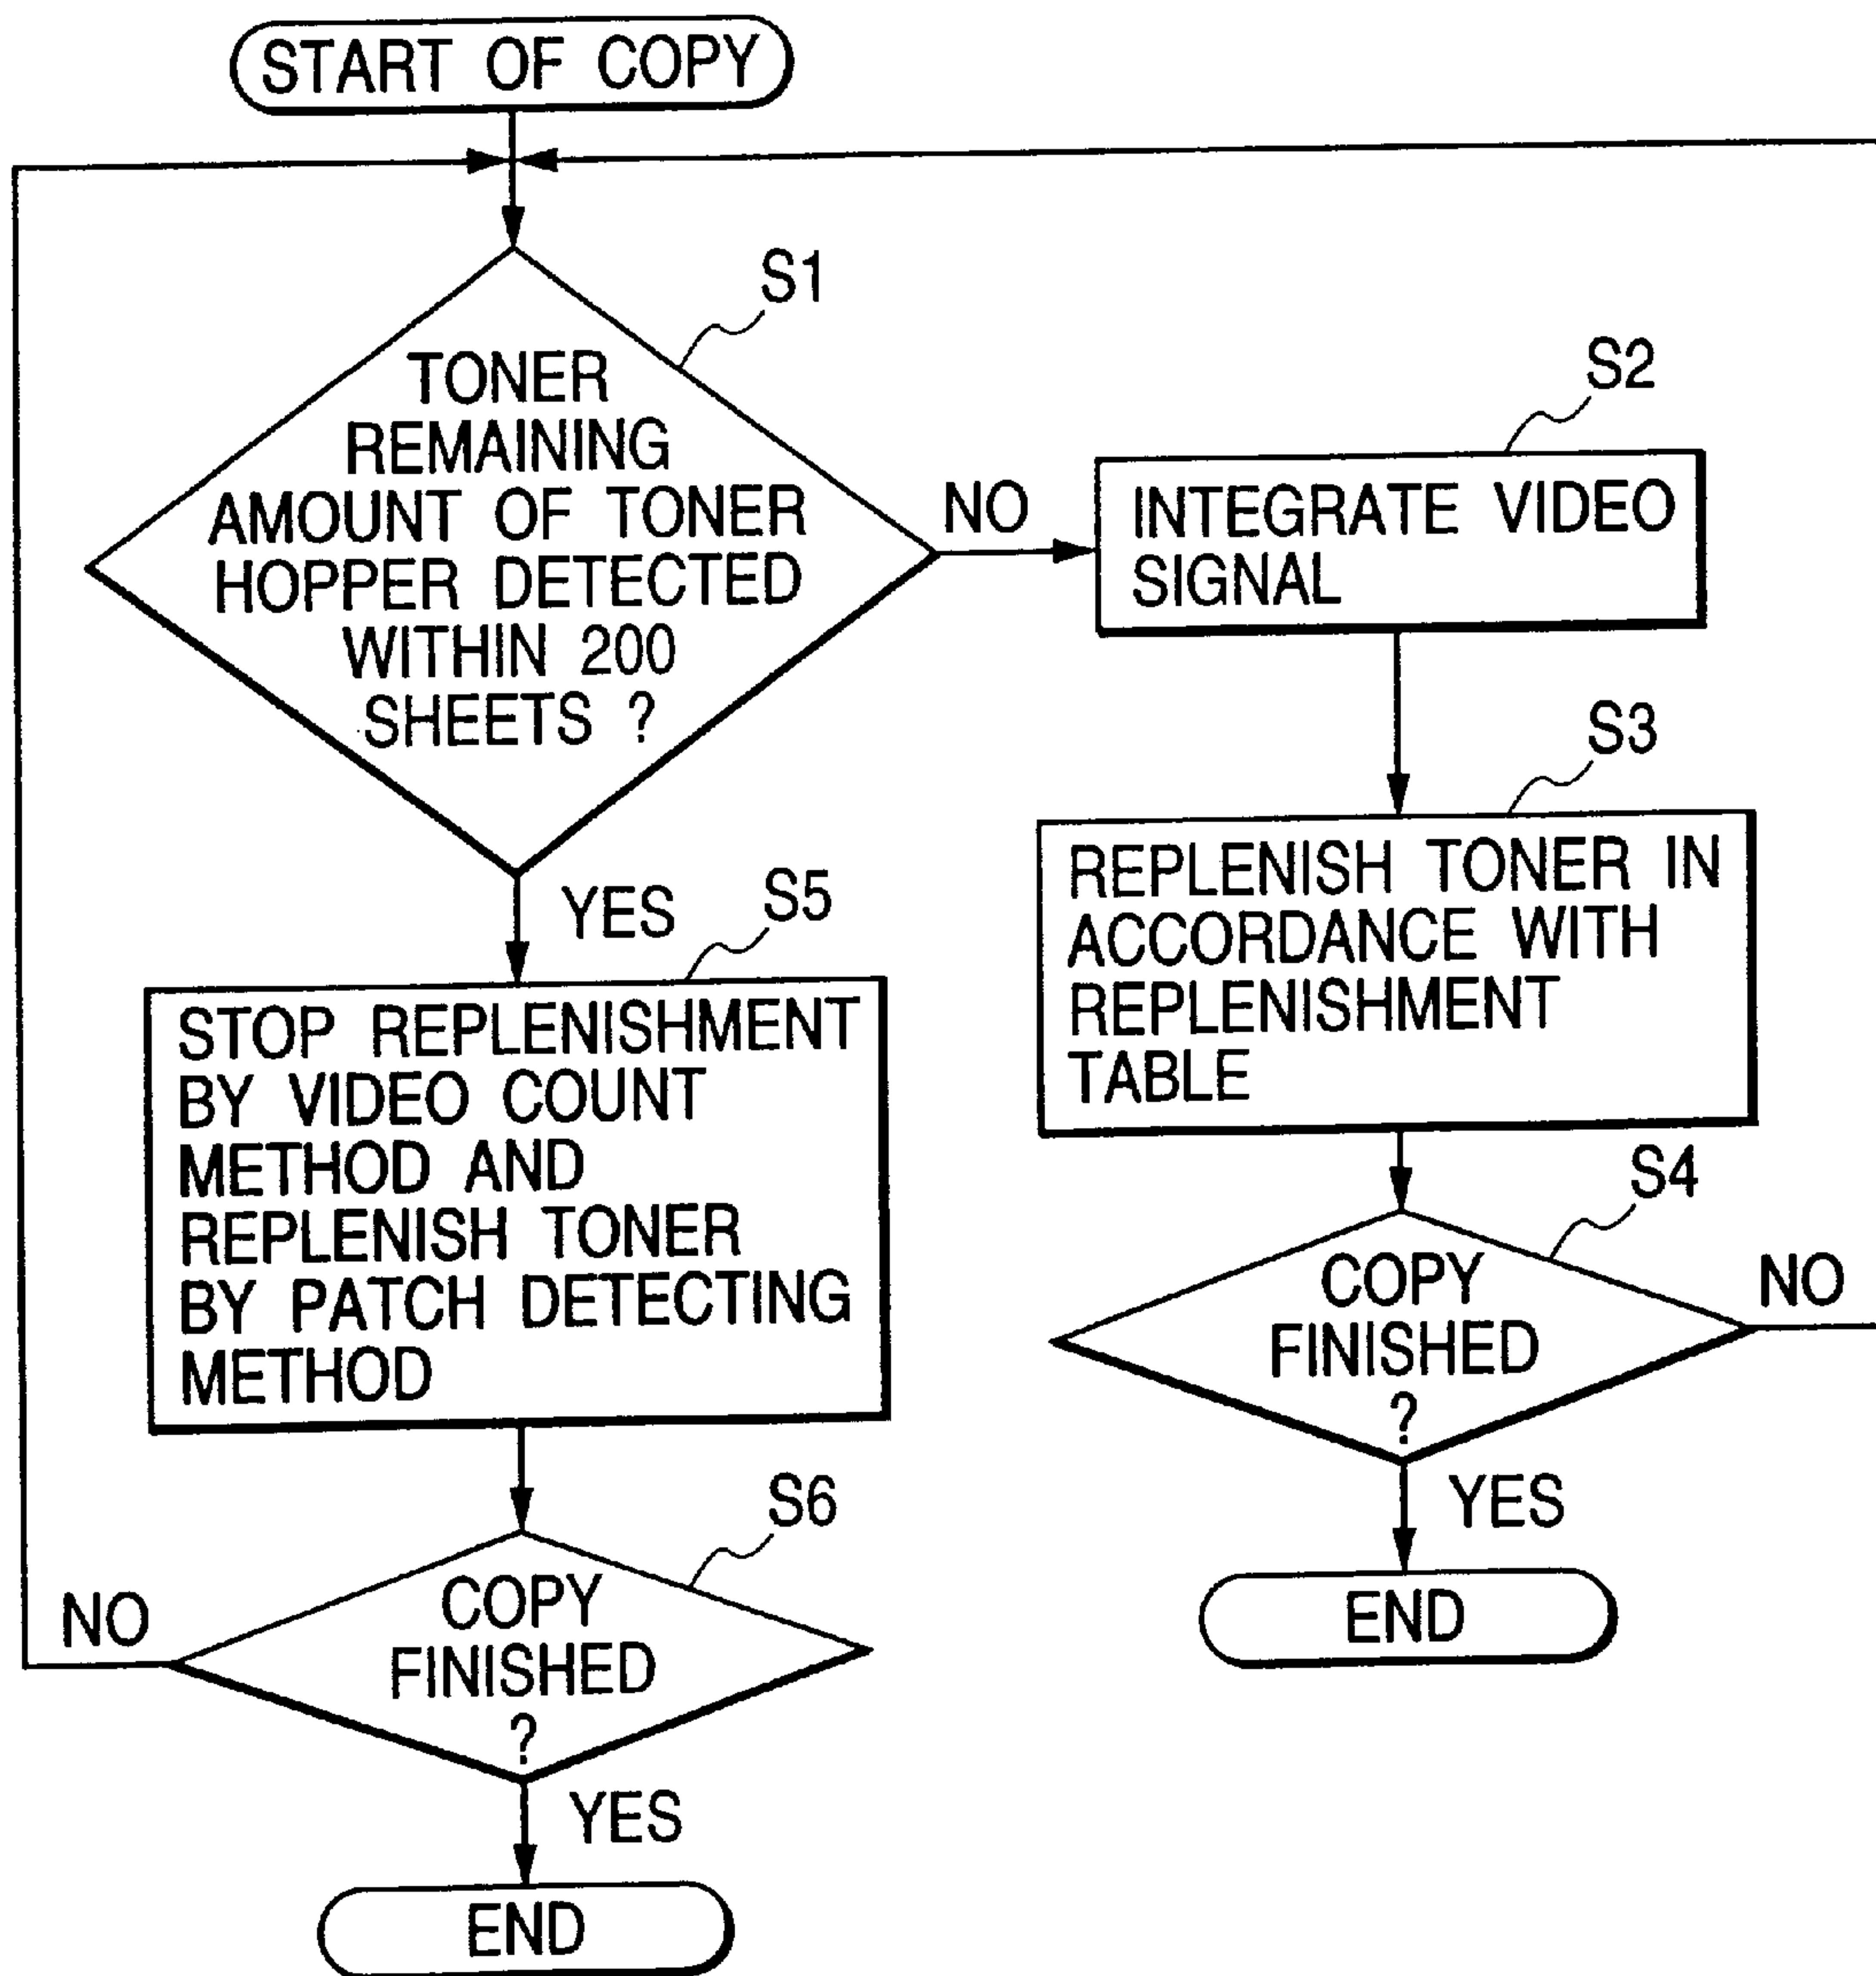 START OF COPY
S1
TONER
REMAINING
AMOUNT OF TONER
HOPPER DETECTED
WITHIN 200
SHEETS ?
NO
S2
INTEGRATE VIDEO
SIGNAL
S3
REPLENISH TONER IN
ACCORDANCE WITH
REPLENISHMENT
TABLE
S4
COPY
FINISHED
?
NO
YES
END
YES
S5
STOP REPLENISHMENT
BY VIDEO COUNT
METHOD AND
REPLENISH TONER
BY PATCH DETECTING
METHOD
S6
COPY
FINISHED
?
NO
YES
END